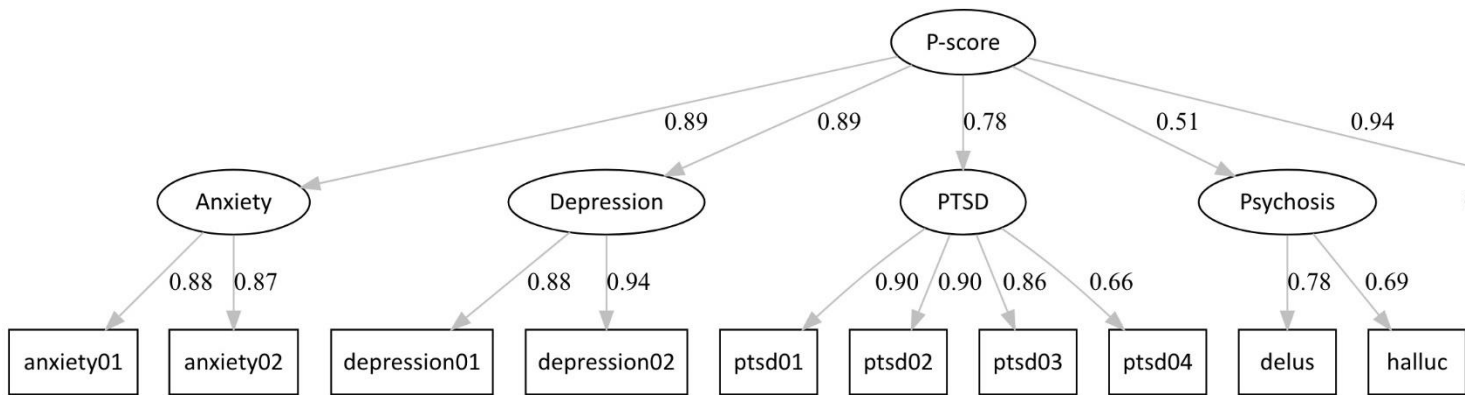 P-score
0.89 0.89 0.78 0.51 0.94
Anxiety Depression PTSD Psychosis
0.88 0.87 0.88 0.94 0.90 0.90 0.86 0.66 0.78 0.69
anxiety01 anxiety02 depression01 depression02 ptsd01 ptsd02 ptsd03 ptsd04 delus halluc